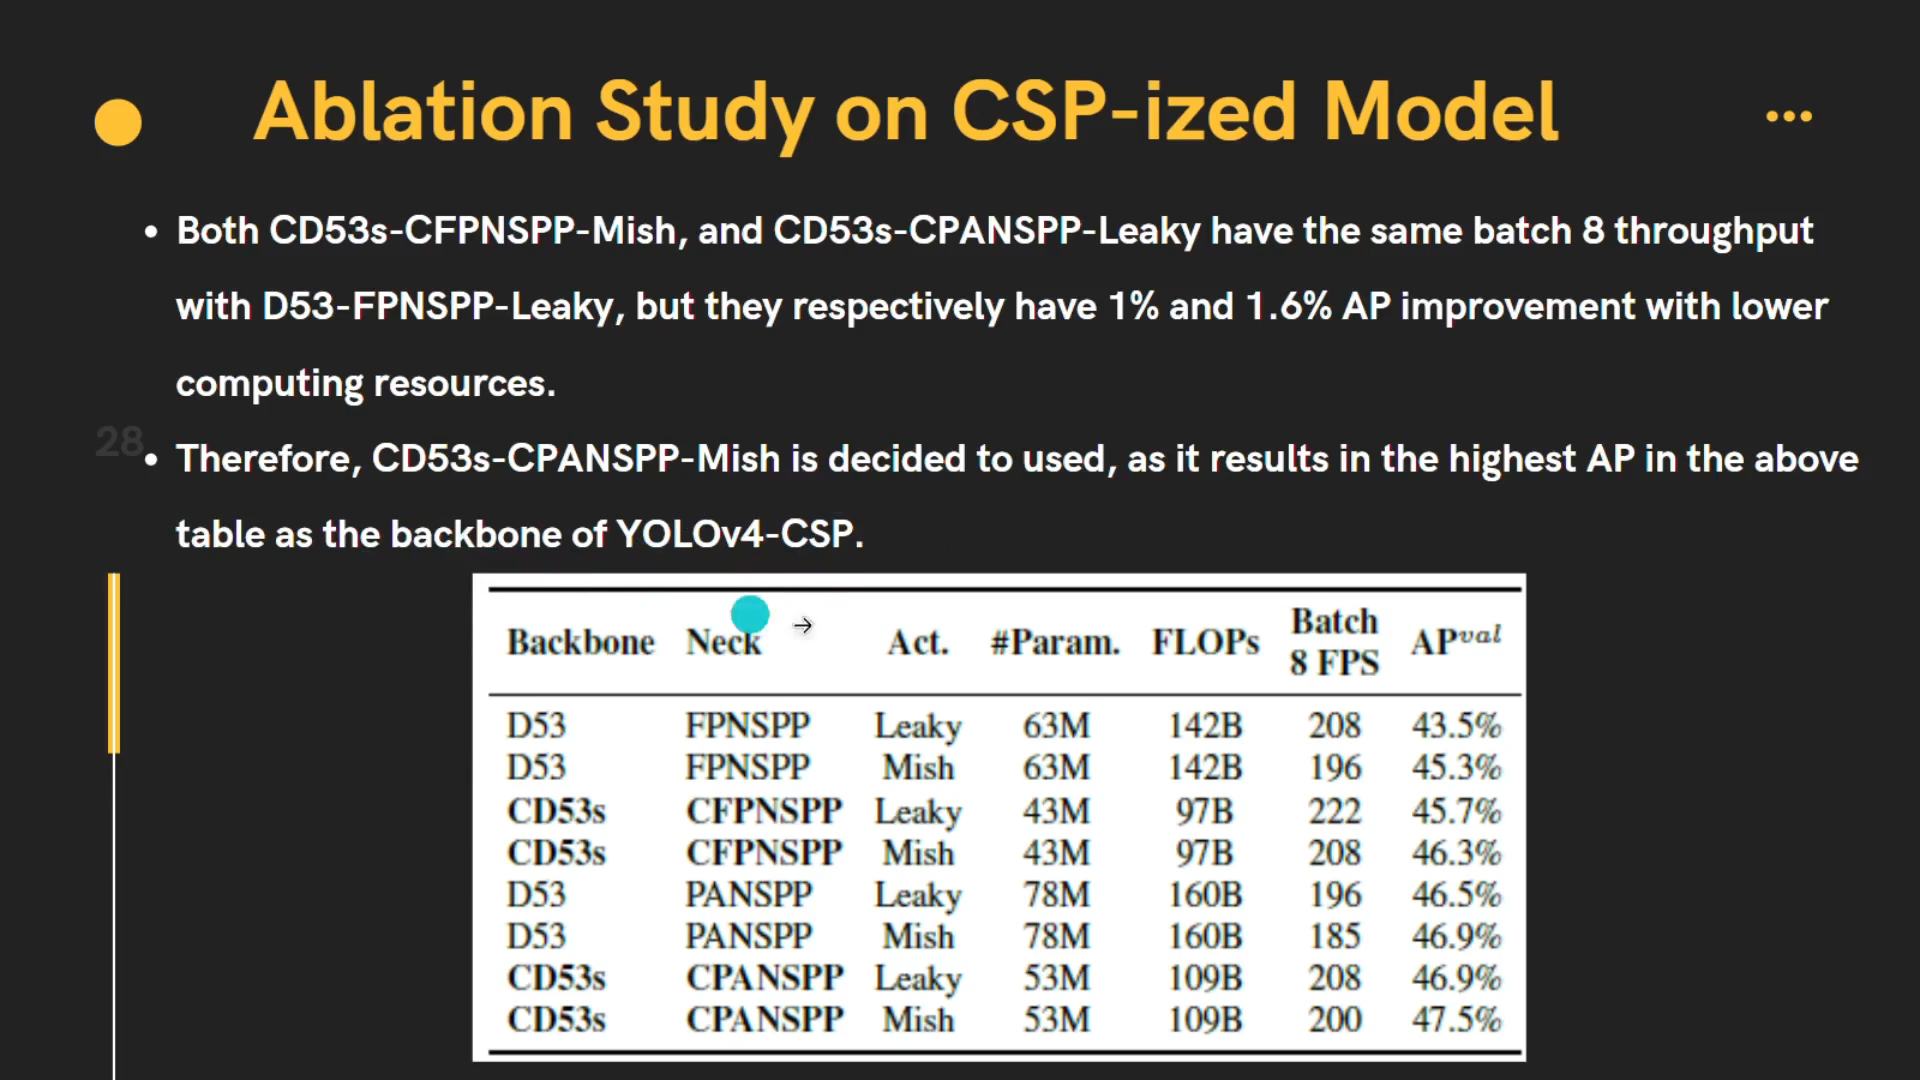 Ablation Study on CSP-ized Model
...
• Both CD53s-CFPNSPP-Mish, and CD53s-CPANSPP-Leaky have the same batch 8 throughput
with D53-FPNSPP-Leaky, but they respectively have 1% and 1.6% AP improvement with lower
computing resources.
28
• Therefore, CD53s-CPANSPP-Mish is decided to used, as it results in the highest AP in the above
table as the backbone of YOLOv4-CSP.
Backbone Neck → Act. #Param. FLOPs Batch 8 FPS AP^val
D53 FPNSPP Leaky 63M 142B 208 43.5%
D53 FPNSPP Mish 63M 142B 196 45.3%
CD53s CFPNSPP Leaky 43M 97B 222 45.7%
CD53s CFPNSPP Mish 43M 97B 208 46.3%
D53 PANSPP Leaky 78M 160B 196 46.5%
D53 PANSPP Mish 78M 160B 185 46.9%
CD53s CPANSPP Leaky 53M 109B 208 46.9%
CD53s CPANSPP Mish 53M 109B 200 47.5%